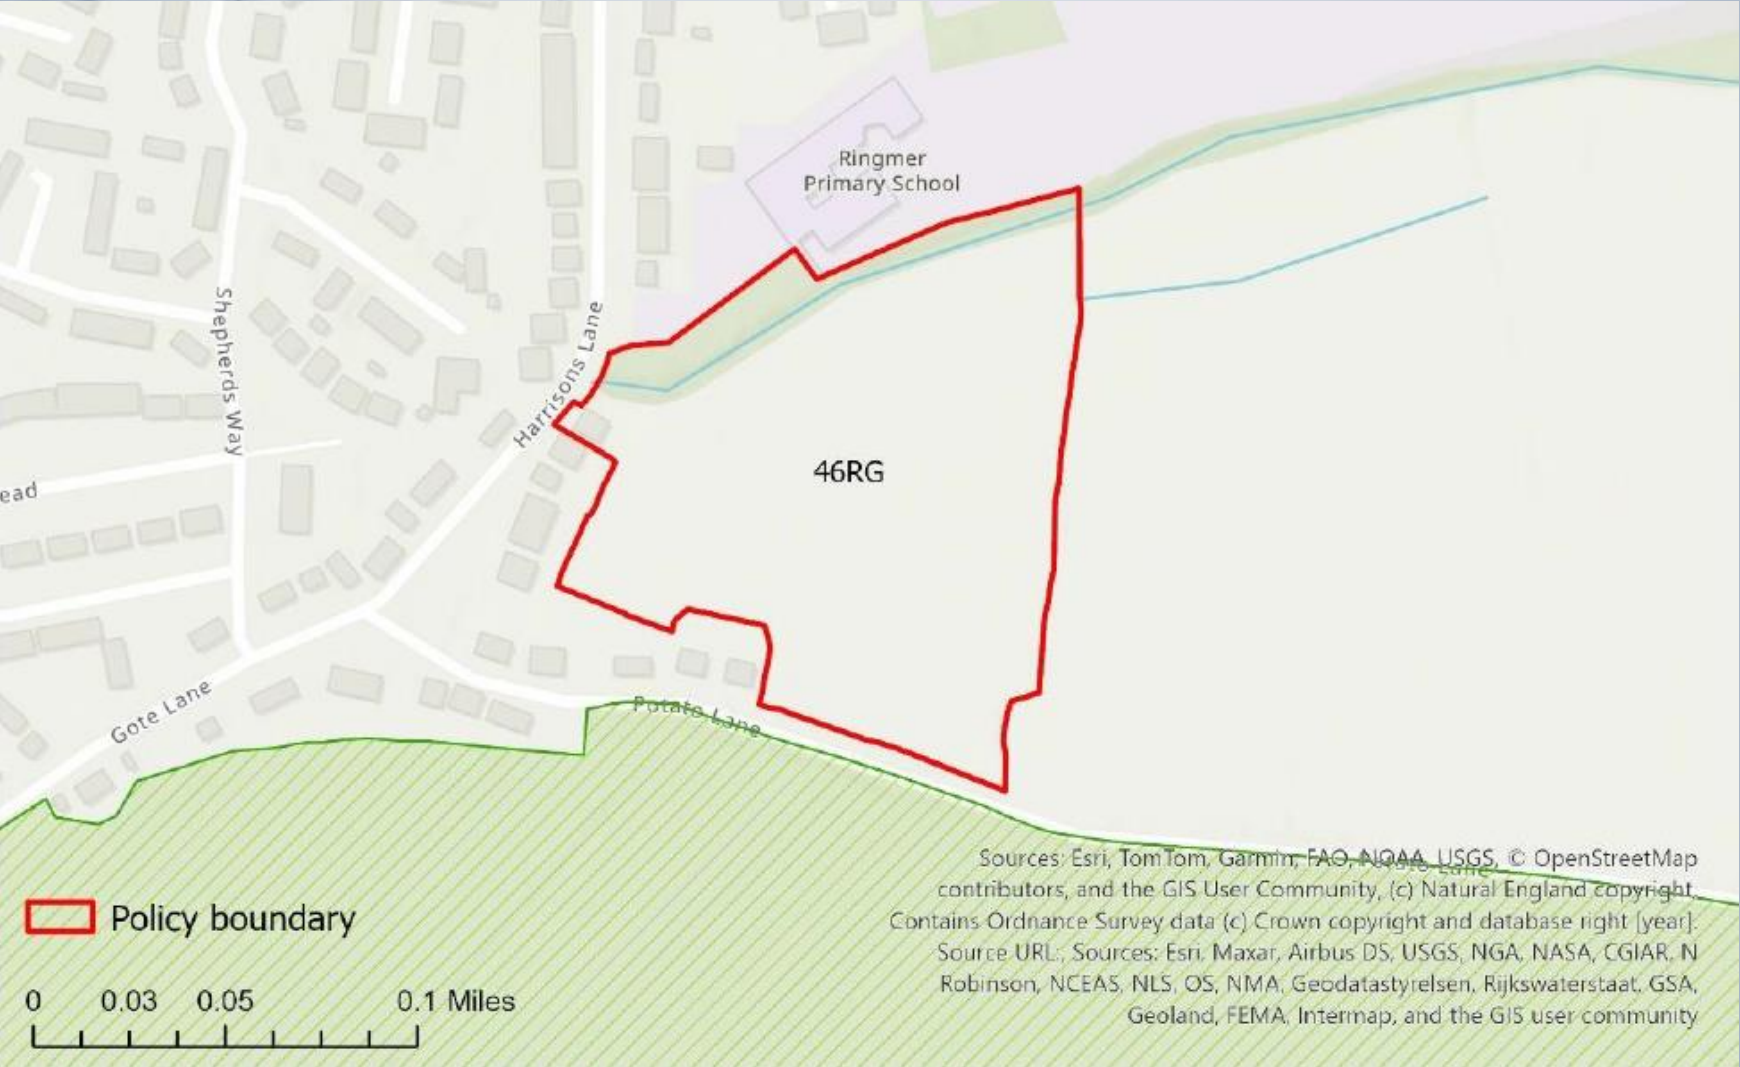 Ringmer
Primary School
Harrisons Lane
Shepherds Way
46RG
ead
Gote Lane
Potato Lane
Sources: Esri, TomTom, Garmin, FAO, NOAA, USGS, © OpenStreetMap
contributors, and the GIS User Community, (c) Natural England copyright.
Contains Ordnance Survey data (c) Crown copyright and database right [year].
Source URL:, Sources: Esri, Maxar, Airbus DS, USGS, NGA, NASA, CGIAR, N
Robinson, NCEAS, NLS, OS, NMA, Geodatastyrelsen, Rijkswaterstaat, GSA,
Geoland, FEMA, Intermap, and the GIS user community
Potato Lane
Policy boundary
0 0.03 0.05 0.1 Miles